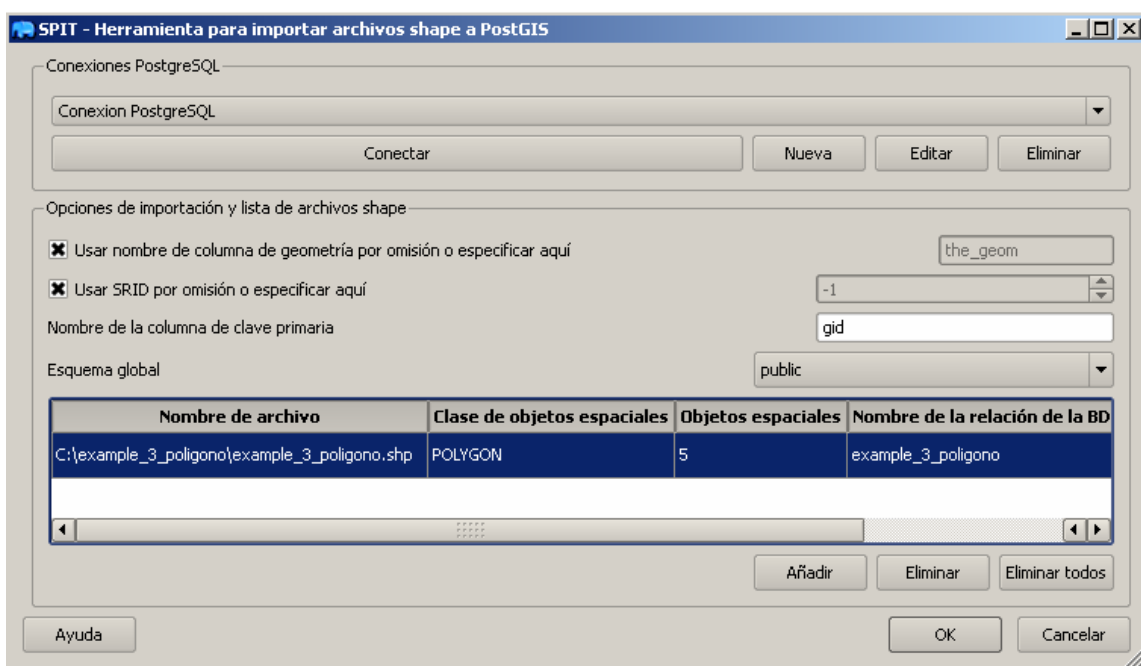 SPIT - Herramienta para importar archivos shape a PostGIS
Conexiones PostgreSQL
Conexion PostgreSQL
Conectar Nueva Editar Eliminar
Opciones de importación y lista de archivos shape
Usar nombre de columna de geometría por omisión o especificar aquí the_geom
Usar SRID por omisión o especificar aquí -1
Nombre de la columna de clave primaria gid
Esquema global public
Nombre de archivo Clase de objetos espaciales Objetos espaciales Nombre de la relación de la BD
C:\example_3_poligono\example_3_poligono.shp POLYGON 5 example_3_poligono
Añadir Eliminar Eliminar todos
Ayuda OK Cancelar